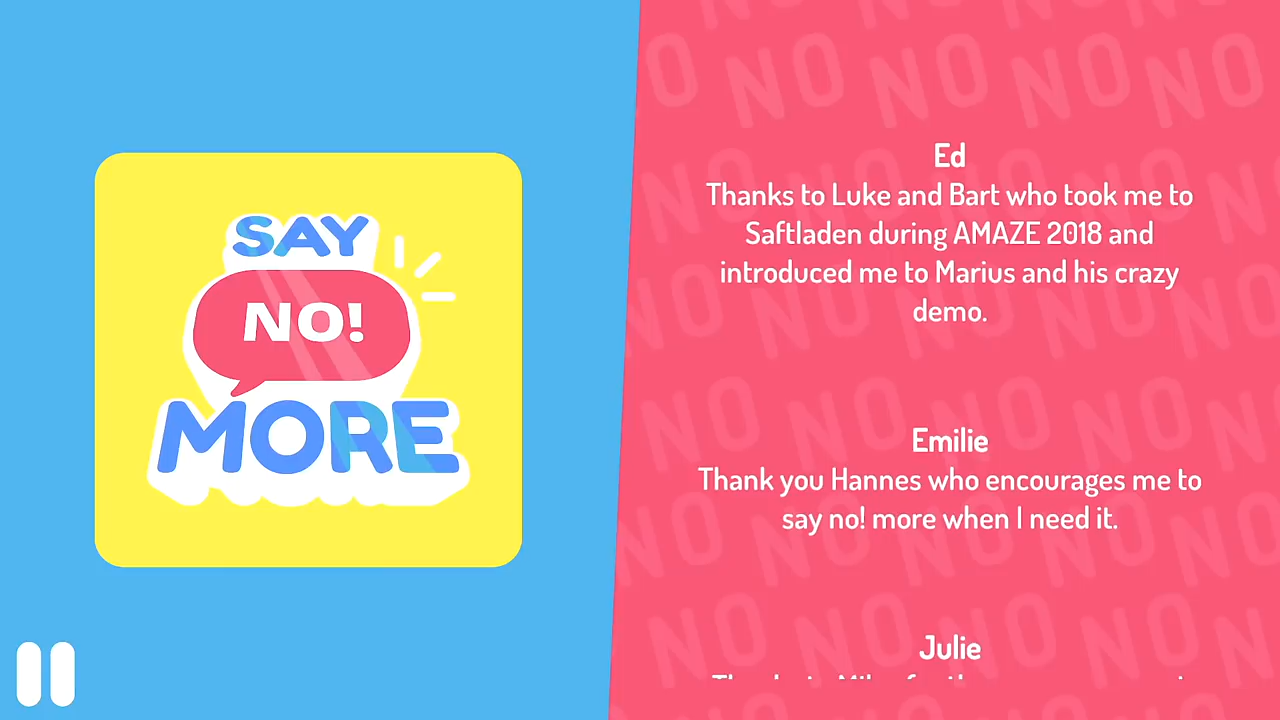 SAY
NO!
MORE
Ed
Thanks to Luke and Bart who took me to
Saftladen during AMAZE 2018 and
introduced me to Marius and his crazy
demo.
Emilie
Thank you Hannes who encourages me to
say no! more when I need it.
Julie